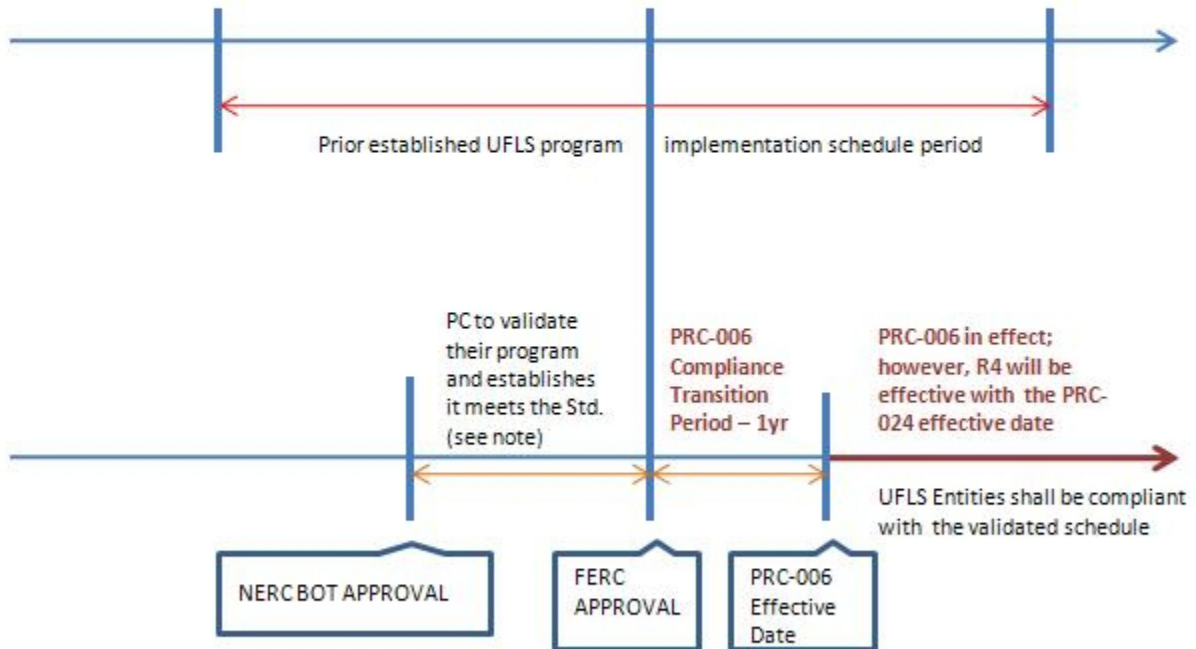 Prior established UFLS program implementation schedule period
PC to validate
their program
and establishes
it meets the Std.
(see note)
PRC-006
Compliance
Transition
Period – 1yr
PRC-006 in effect;
however, R4 will be
effective with the PRC-
024 effective date
UFLS Entities shall be compliant
with the validated schedule
NERC BOT APPROVAL
FERC
APPROVAL
PRC-006
Effective
Date